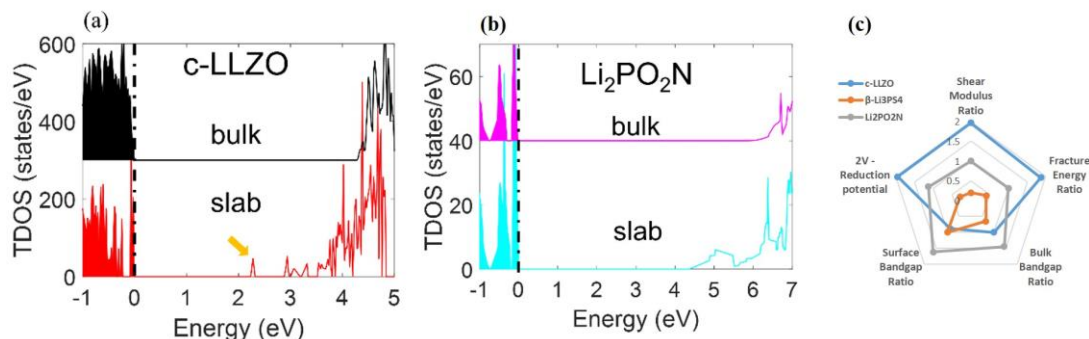 (a)
TDOS (states/eV)
600
400
200
0
c-LLZO
bulk
slab
-1 0 1 2 3 4 5
Energy (eV)
(b)
TDOS (states/eV)
60
40
20
0
Li₂PO₂N
bulk
slab
-1 0 1 2 3 4 5 6 7
Energy (eV)
(c)
c-LLZO
β-Li3PS4
Li2PO2N
Shear
Modulus
Ratio
2
1.5
1
0.5
0
2V -
Reduction
potential
Fracture
Energy
Ratio
Surface
Bandgap
Ratio
Bulk
Bandgap
Ratio